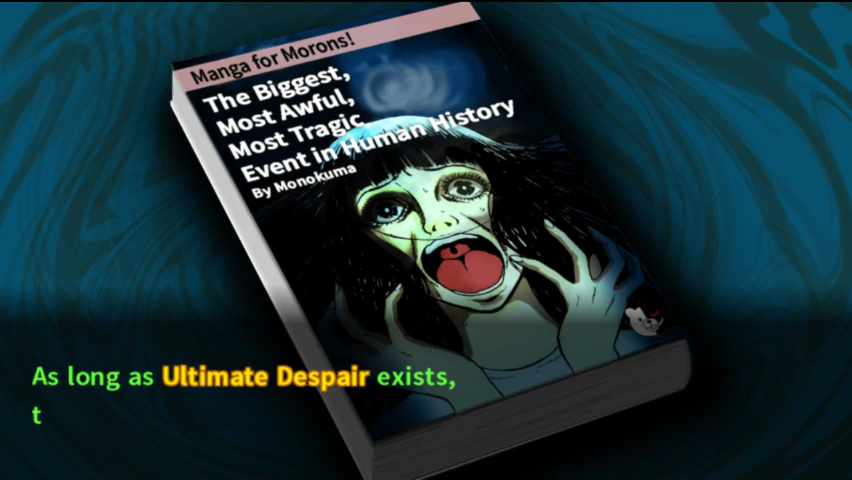 Manga for Morons!
The Biggest,
Most Awful,
Most Tragic
Event in Human History
By Monokuma
As long as Ultimate Despair exists,
t